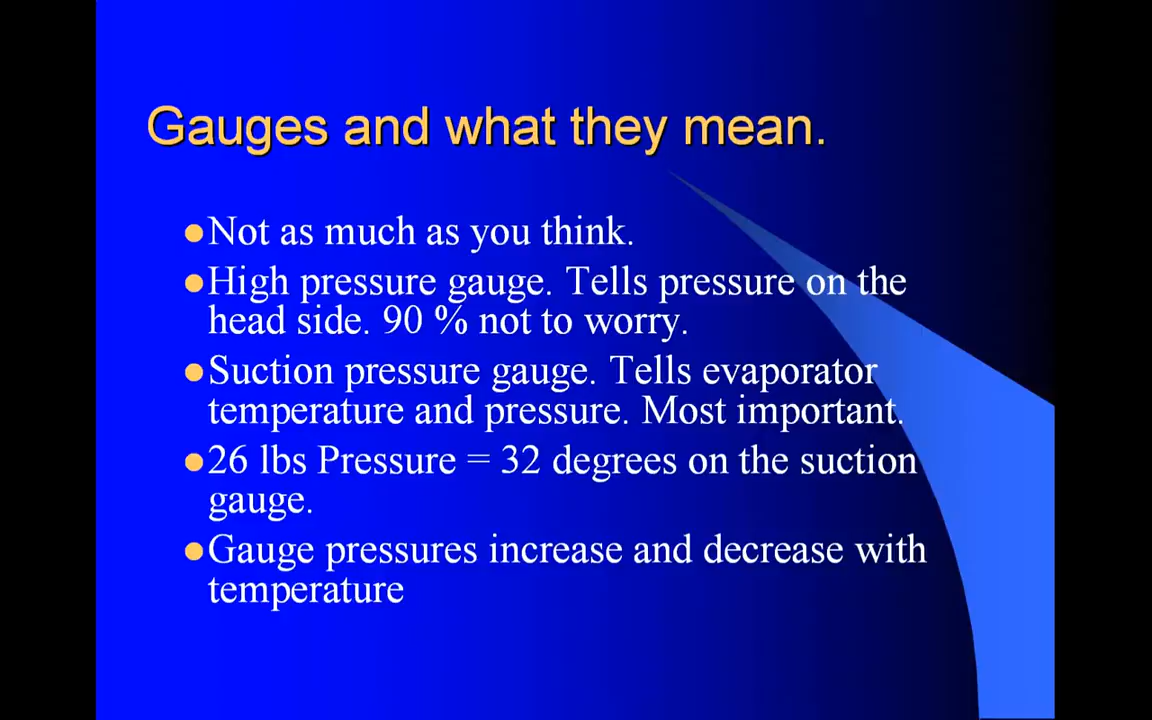 Gauges and what they mean.
Not as much as you think.
High pressure gauge. Tells pressure on the
head side. 90 % not to worry.
Suction pressure gauge. Tells evaporator
temperature and pressure. Most important.
26 lbs Pressure = 32 degrees on the suction
gauge.
Gauge pressures increase and decrease with
temperature